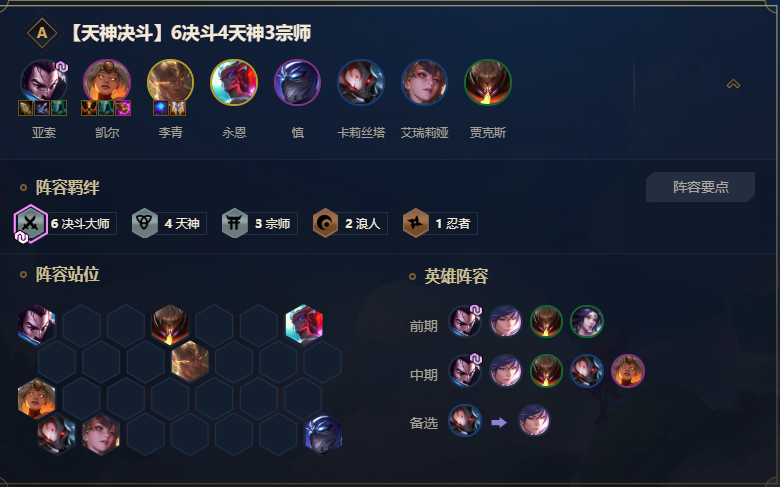 A 【天神决斗】6决斗4天神3宗师
亚索 凯尔 李青 永恩 慎 卡莉丝塔 艾瑞莉娅 贾克斯
阵容羁绊 阵容要点
6 决斗大师 4 天神 3 宗师 2 浪人 1 忍者
阵容站位 英雄阵容
前期
中期
备选